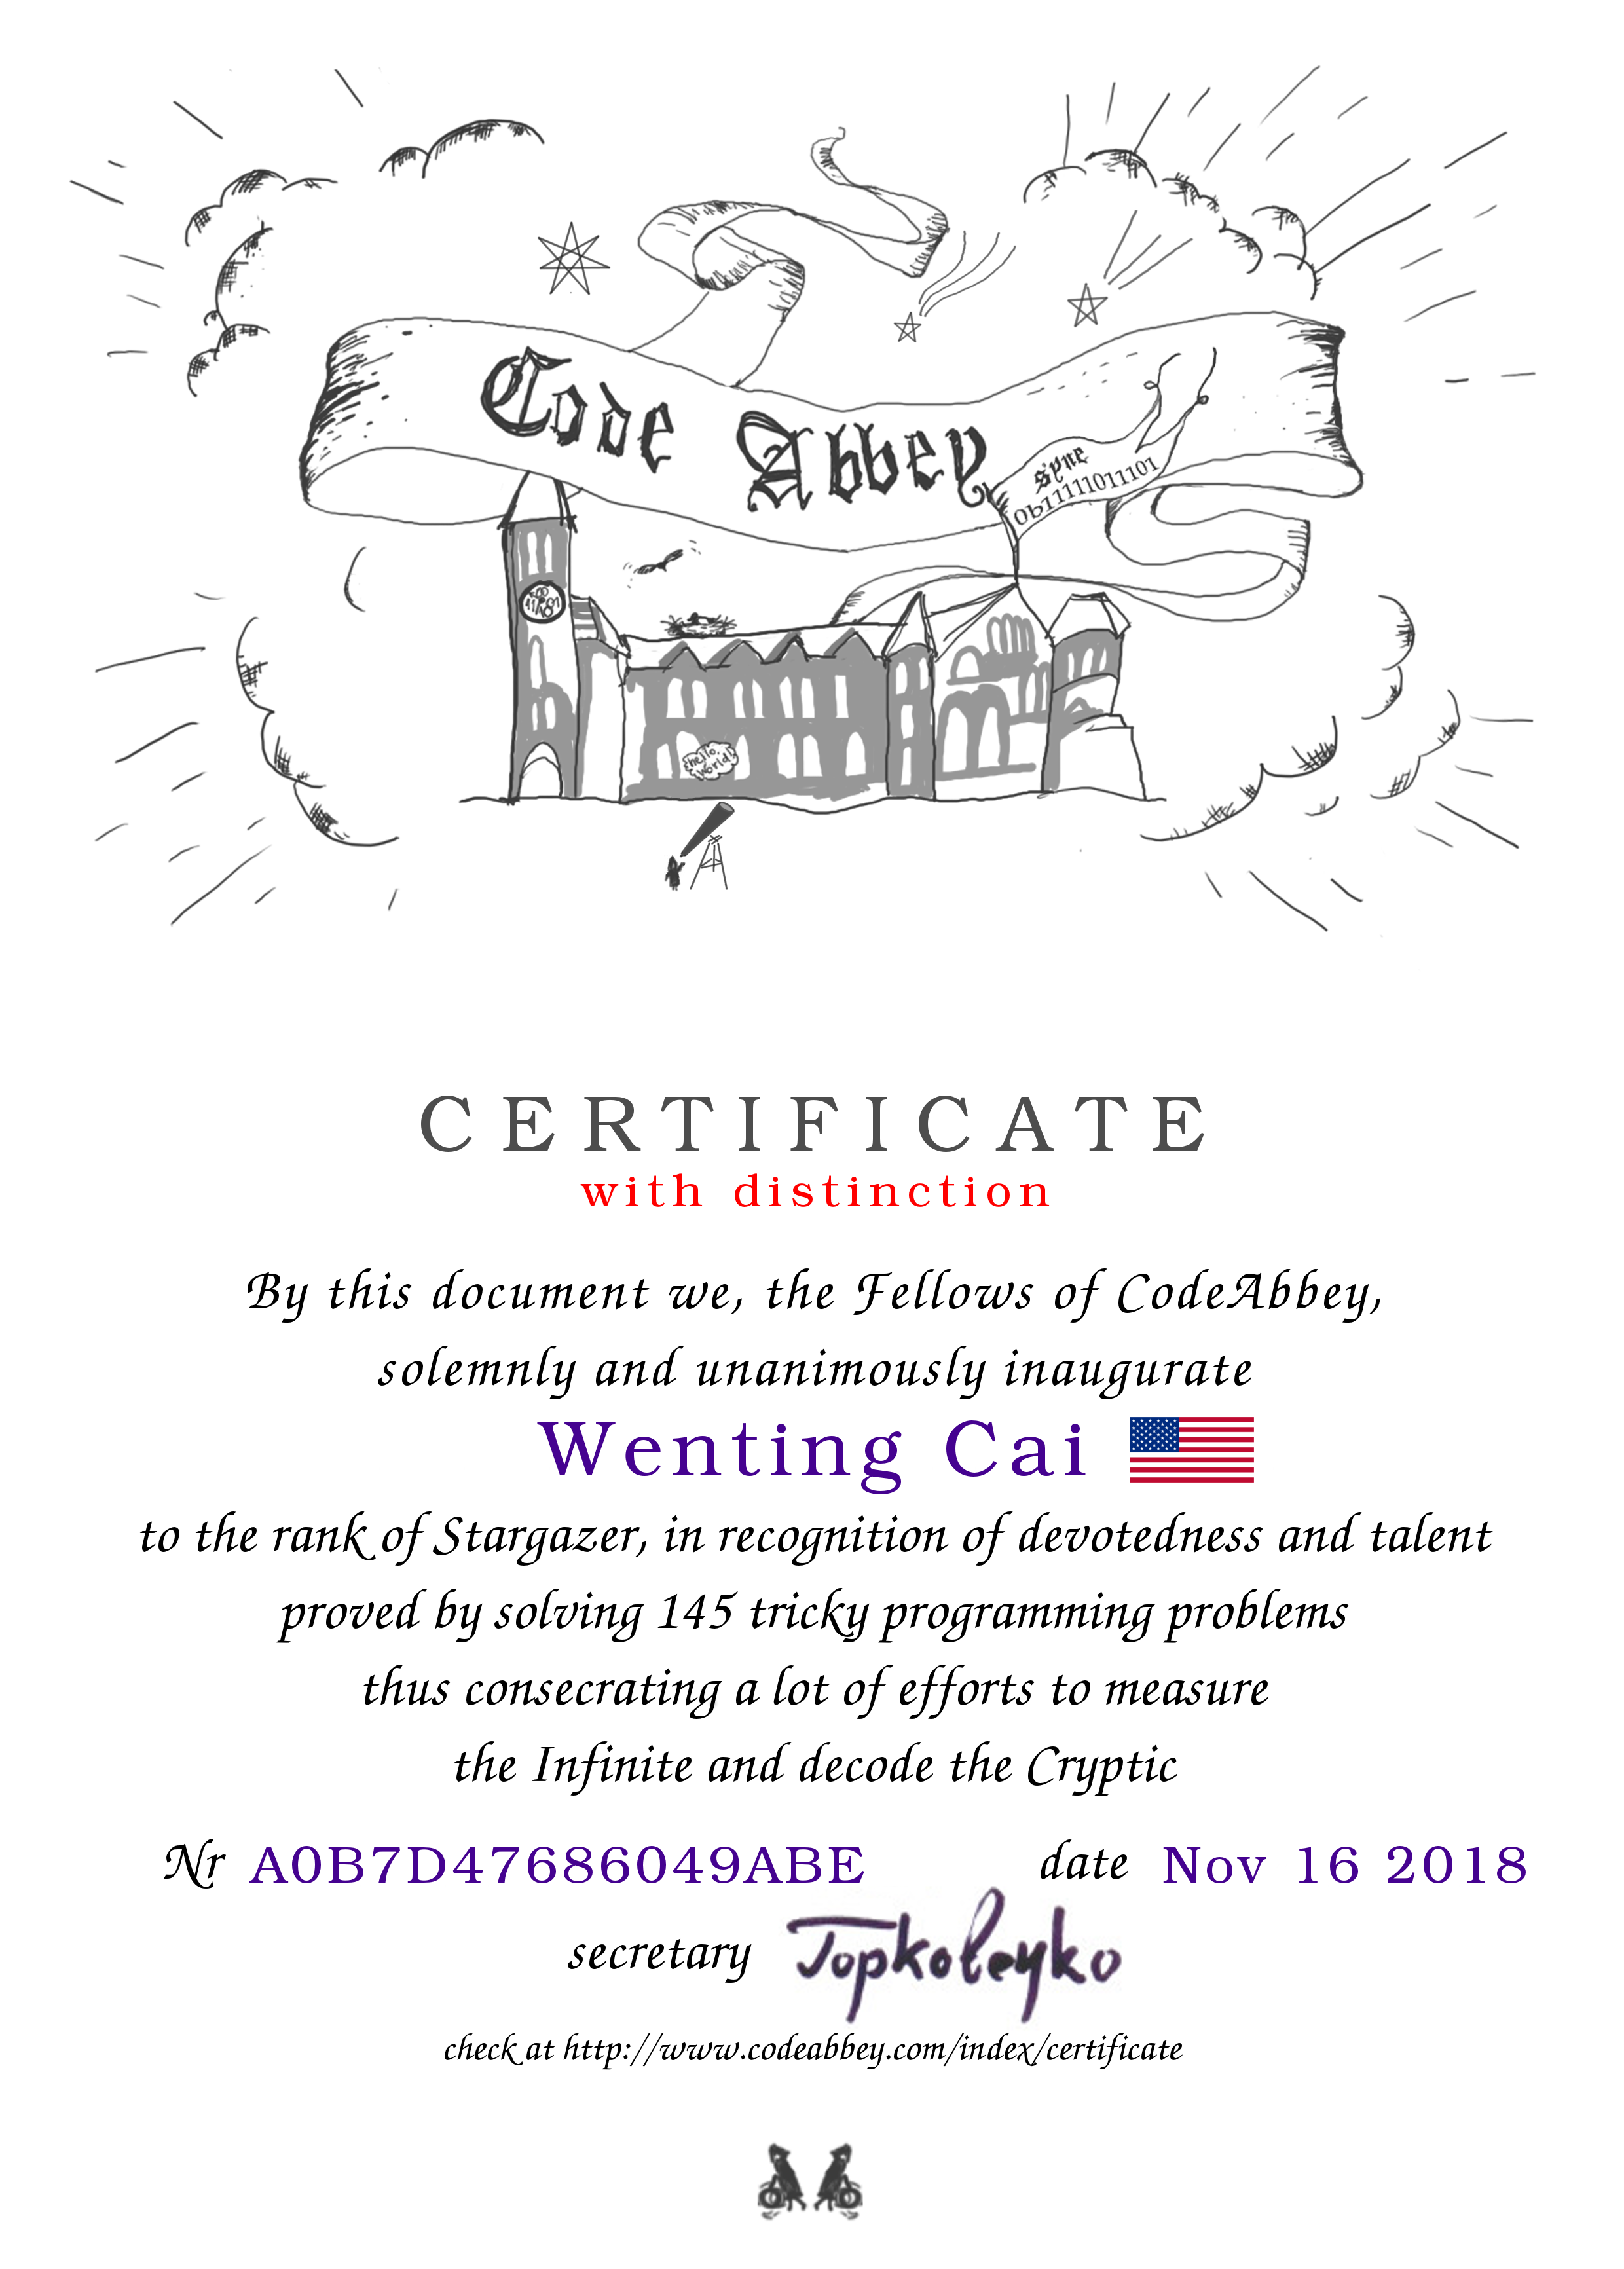 Code Abbey
syne
0b11111011101
hello,
world!
CERTIFICATE
with distinction
By this document we, the Fellows of CodeAbbey,
solemnly and unanimously inaugurate
Wenting Cai
to the rank of Stargazer, in recognition of devotedness and talent
proved by solving 145 tricky programming problems
thus consecrating a lot of efforts to measure
the Infinite and decode the Cryptic
Nr A0B7D47686049ABE date Nov 16 2018
secretary Topkoleyko
check at http://www.codeabbey.com/index/certificate